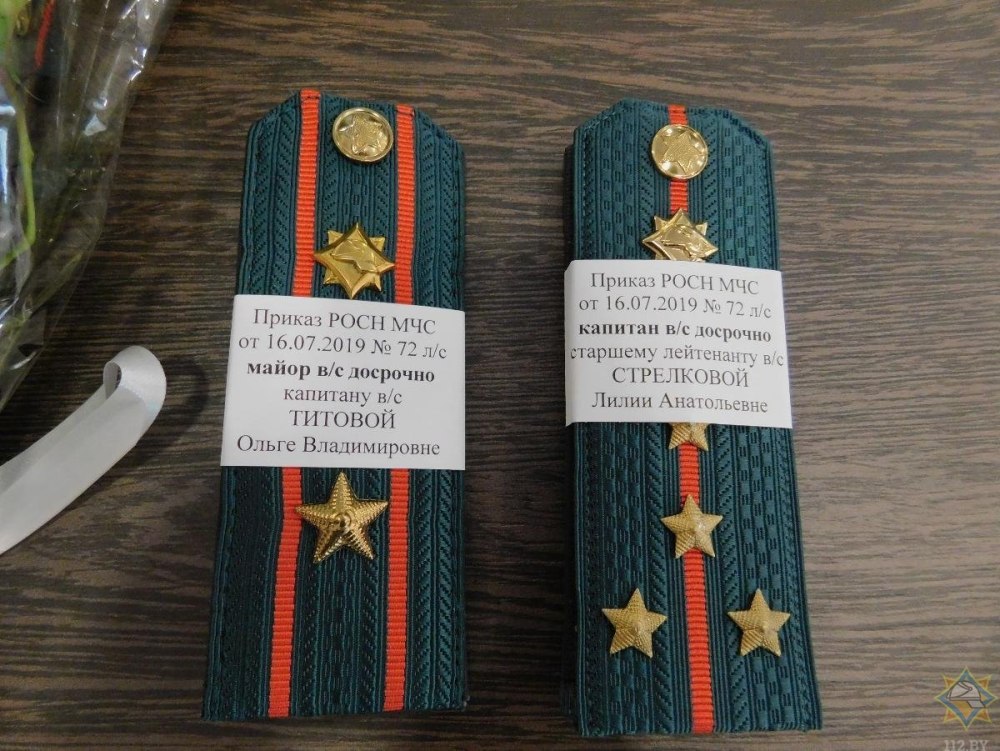 Приказ РОСН МЧС
от 16.07.2019 № 72 л/с
майор в/с досрочно
капитану в/с
ТИТОВОЙ
Ольге Владимировне
Приказ РОСН МЧС
от 16.07.2019 № 72 л/с
капитан в/с досрочно
старшему лейтенанту в/с
СТРЕЛКОВОЙ
Лилии Анатольевне
112.BY